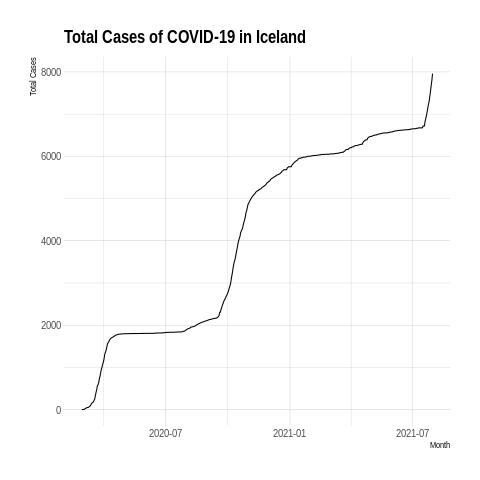 Total Cases of COVID-19 in Iceland
Total Cases
8000
6000
4000
2000
0
2020-07
2021-01
2021-07
Month